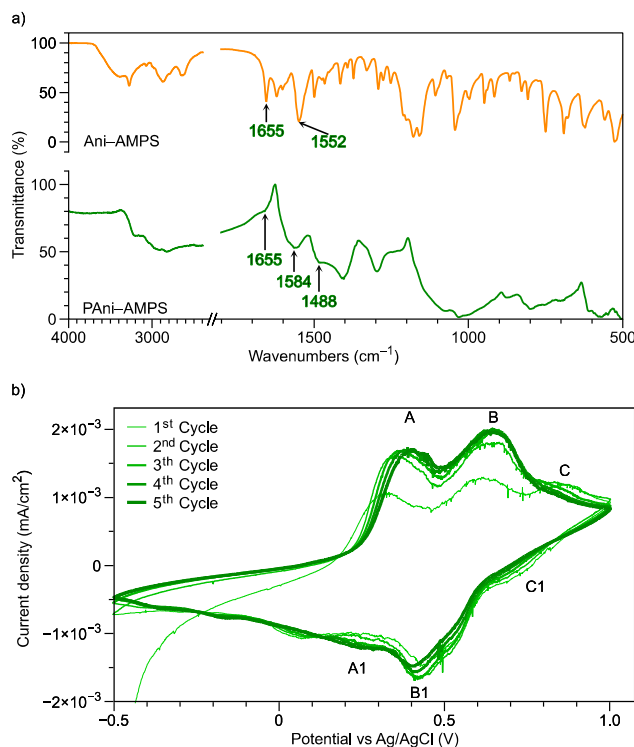 a)
100
50
0
Ani–AMPS
1655
1552
Transmittance (%)
100
50
0
PAni–AMPS
1655
1584
1488
4000 3000 1500 1000 500
Wavenumbers (cm⁻¹)
b)
2×10⁻³
1×10⁻³
0
−1×10⁻³
−2×10⁻³
Current density (mA/cm²)
1ˢᵗ Cycle
2ⁿᵈ Cycle
3ᵗʰ Cycle
4ᵗʰ Cycle
5ᵗʰ Cycle
A
B
C
A1
B1
C1
−0.5 0 0.5 1.0
Potential vs Ag/AgCl (V)